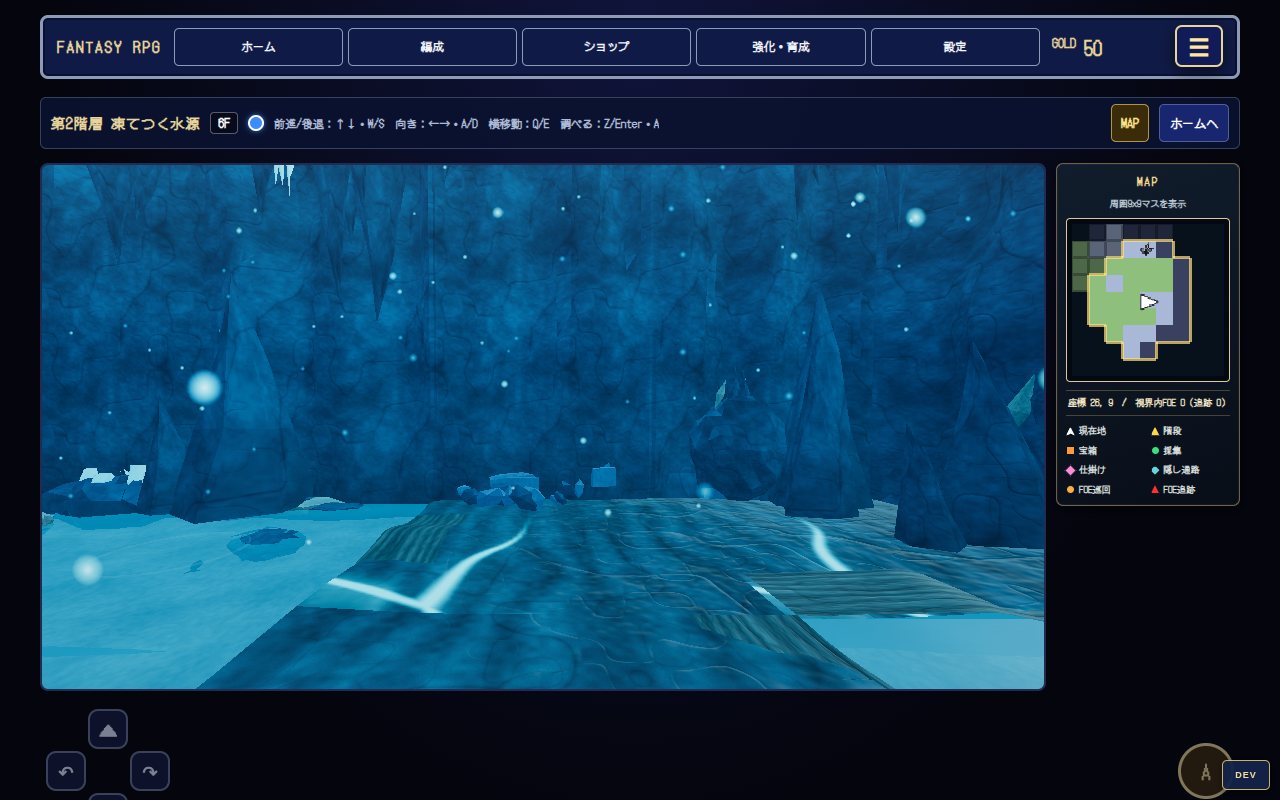 FANTASY RPG
ホーム
編成
ショップ
強化・育成
設定
GOLD 50
第2階層 凍てつく水源
6F
前進/後退：↑↓・W/S 向き：←→・A/D 横移動：Q/E 調べる：Z/Enter・A
MAP
ホームへ
MAP
周囲9x9マスを表示
座標 26, 9 / 視界内FOE 0 (追跡 0)
現在地
階段
宝箱
採集
仕掛け
隠し通路
FOE巡回
FOE追跡
A
DEV